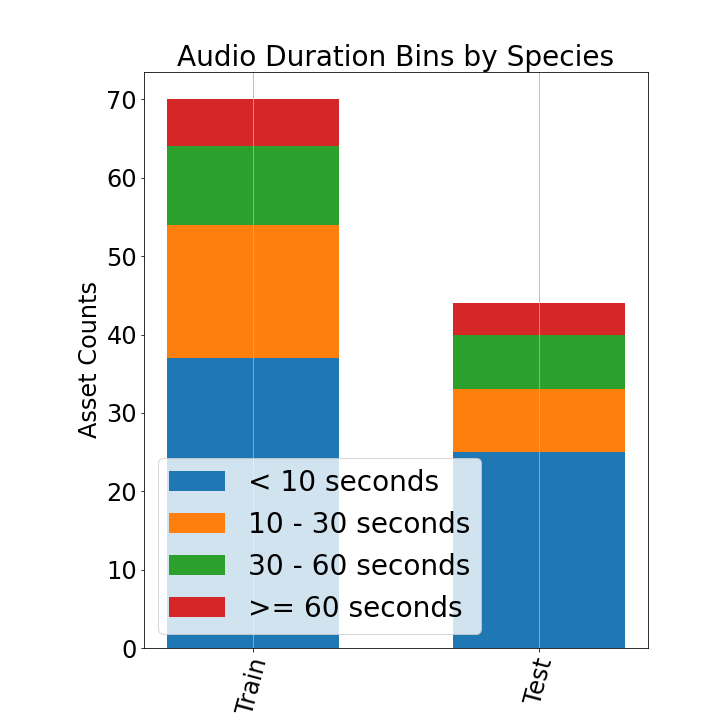 Audio Duration Bins by Species
Asset Counts
70
60
50
40
30
20
10
0
< 10 seconds
10 - 30 seconds
30 - 60 seconds
>= 60 seconds
Train
Test